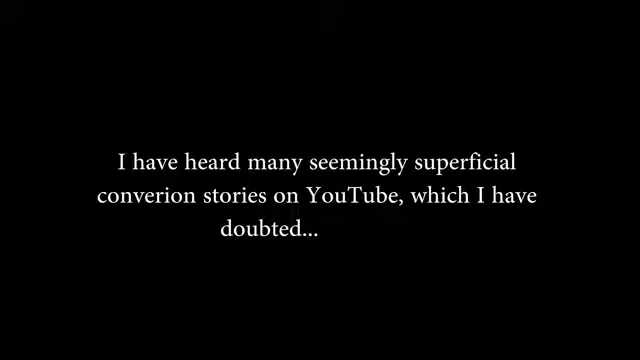 I have heard many seemingly superficial
converion stories on YouTube, which I have
doubted...